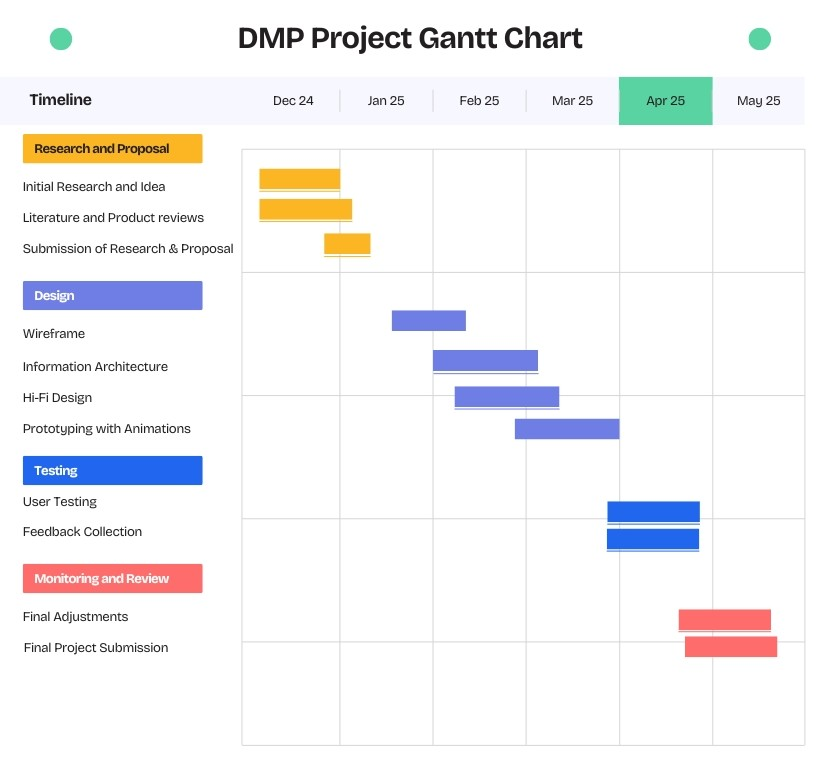 DMP Project Gantt Chart
Timeline
Dec 24
Jan 25
Feb 25
Mar 25
Apr 25
May 25
Research and Proposal
Initial Research and Idea
Literature and Product reviews
Submission of Research & Proposal
Design
Wireframe
Information Architecture
Hi-Fi Design
Prototyping with Animations
Testing
User Testing
Feedback Collection
Monitoring and Review
Final Adjustments
Final Project Submission